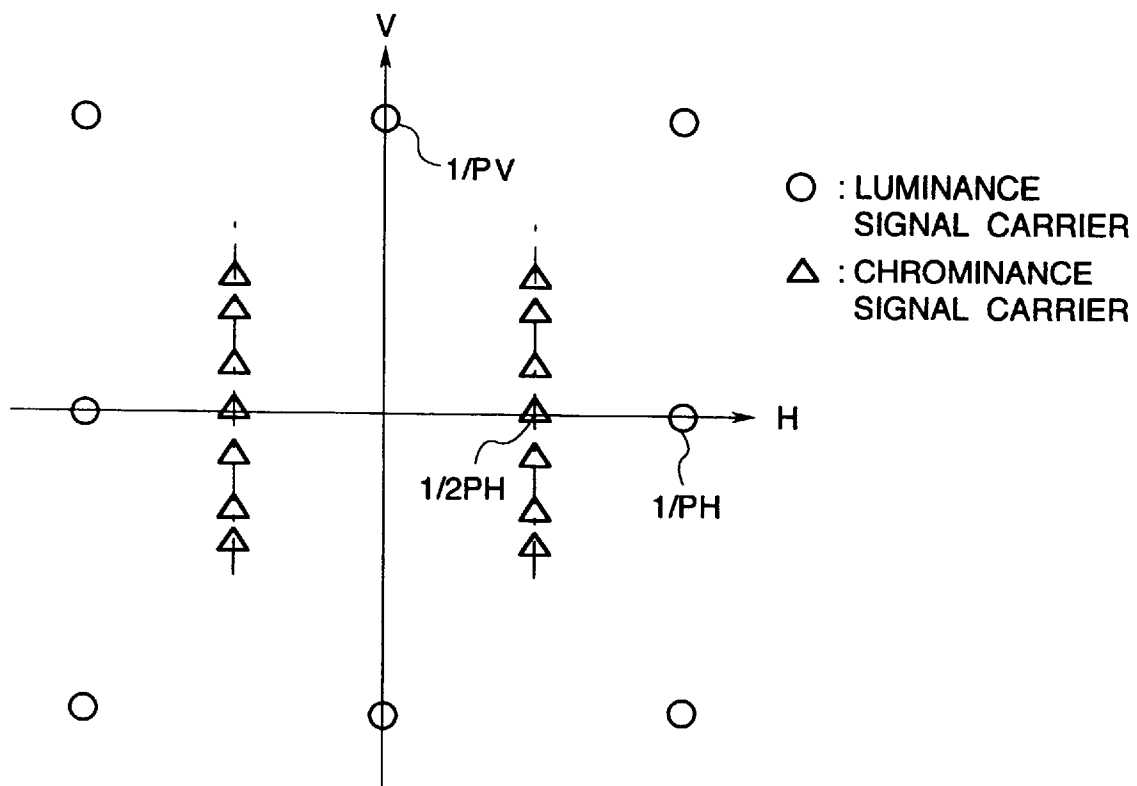 V
1/PV
○ : LUMINANCE
SIGNAL CARRIER
△ : CHROMINANCE
SIGNAL CARRIER
H
1/2PH
1/PH